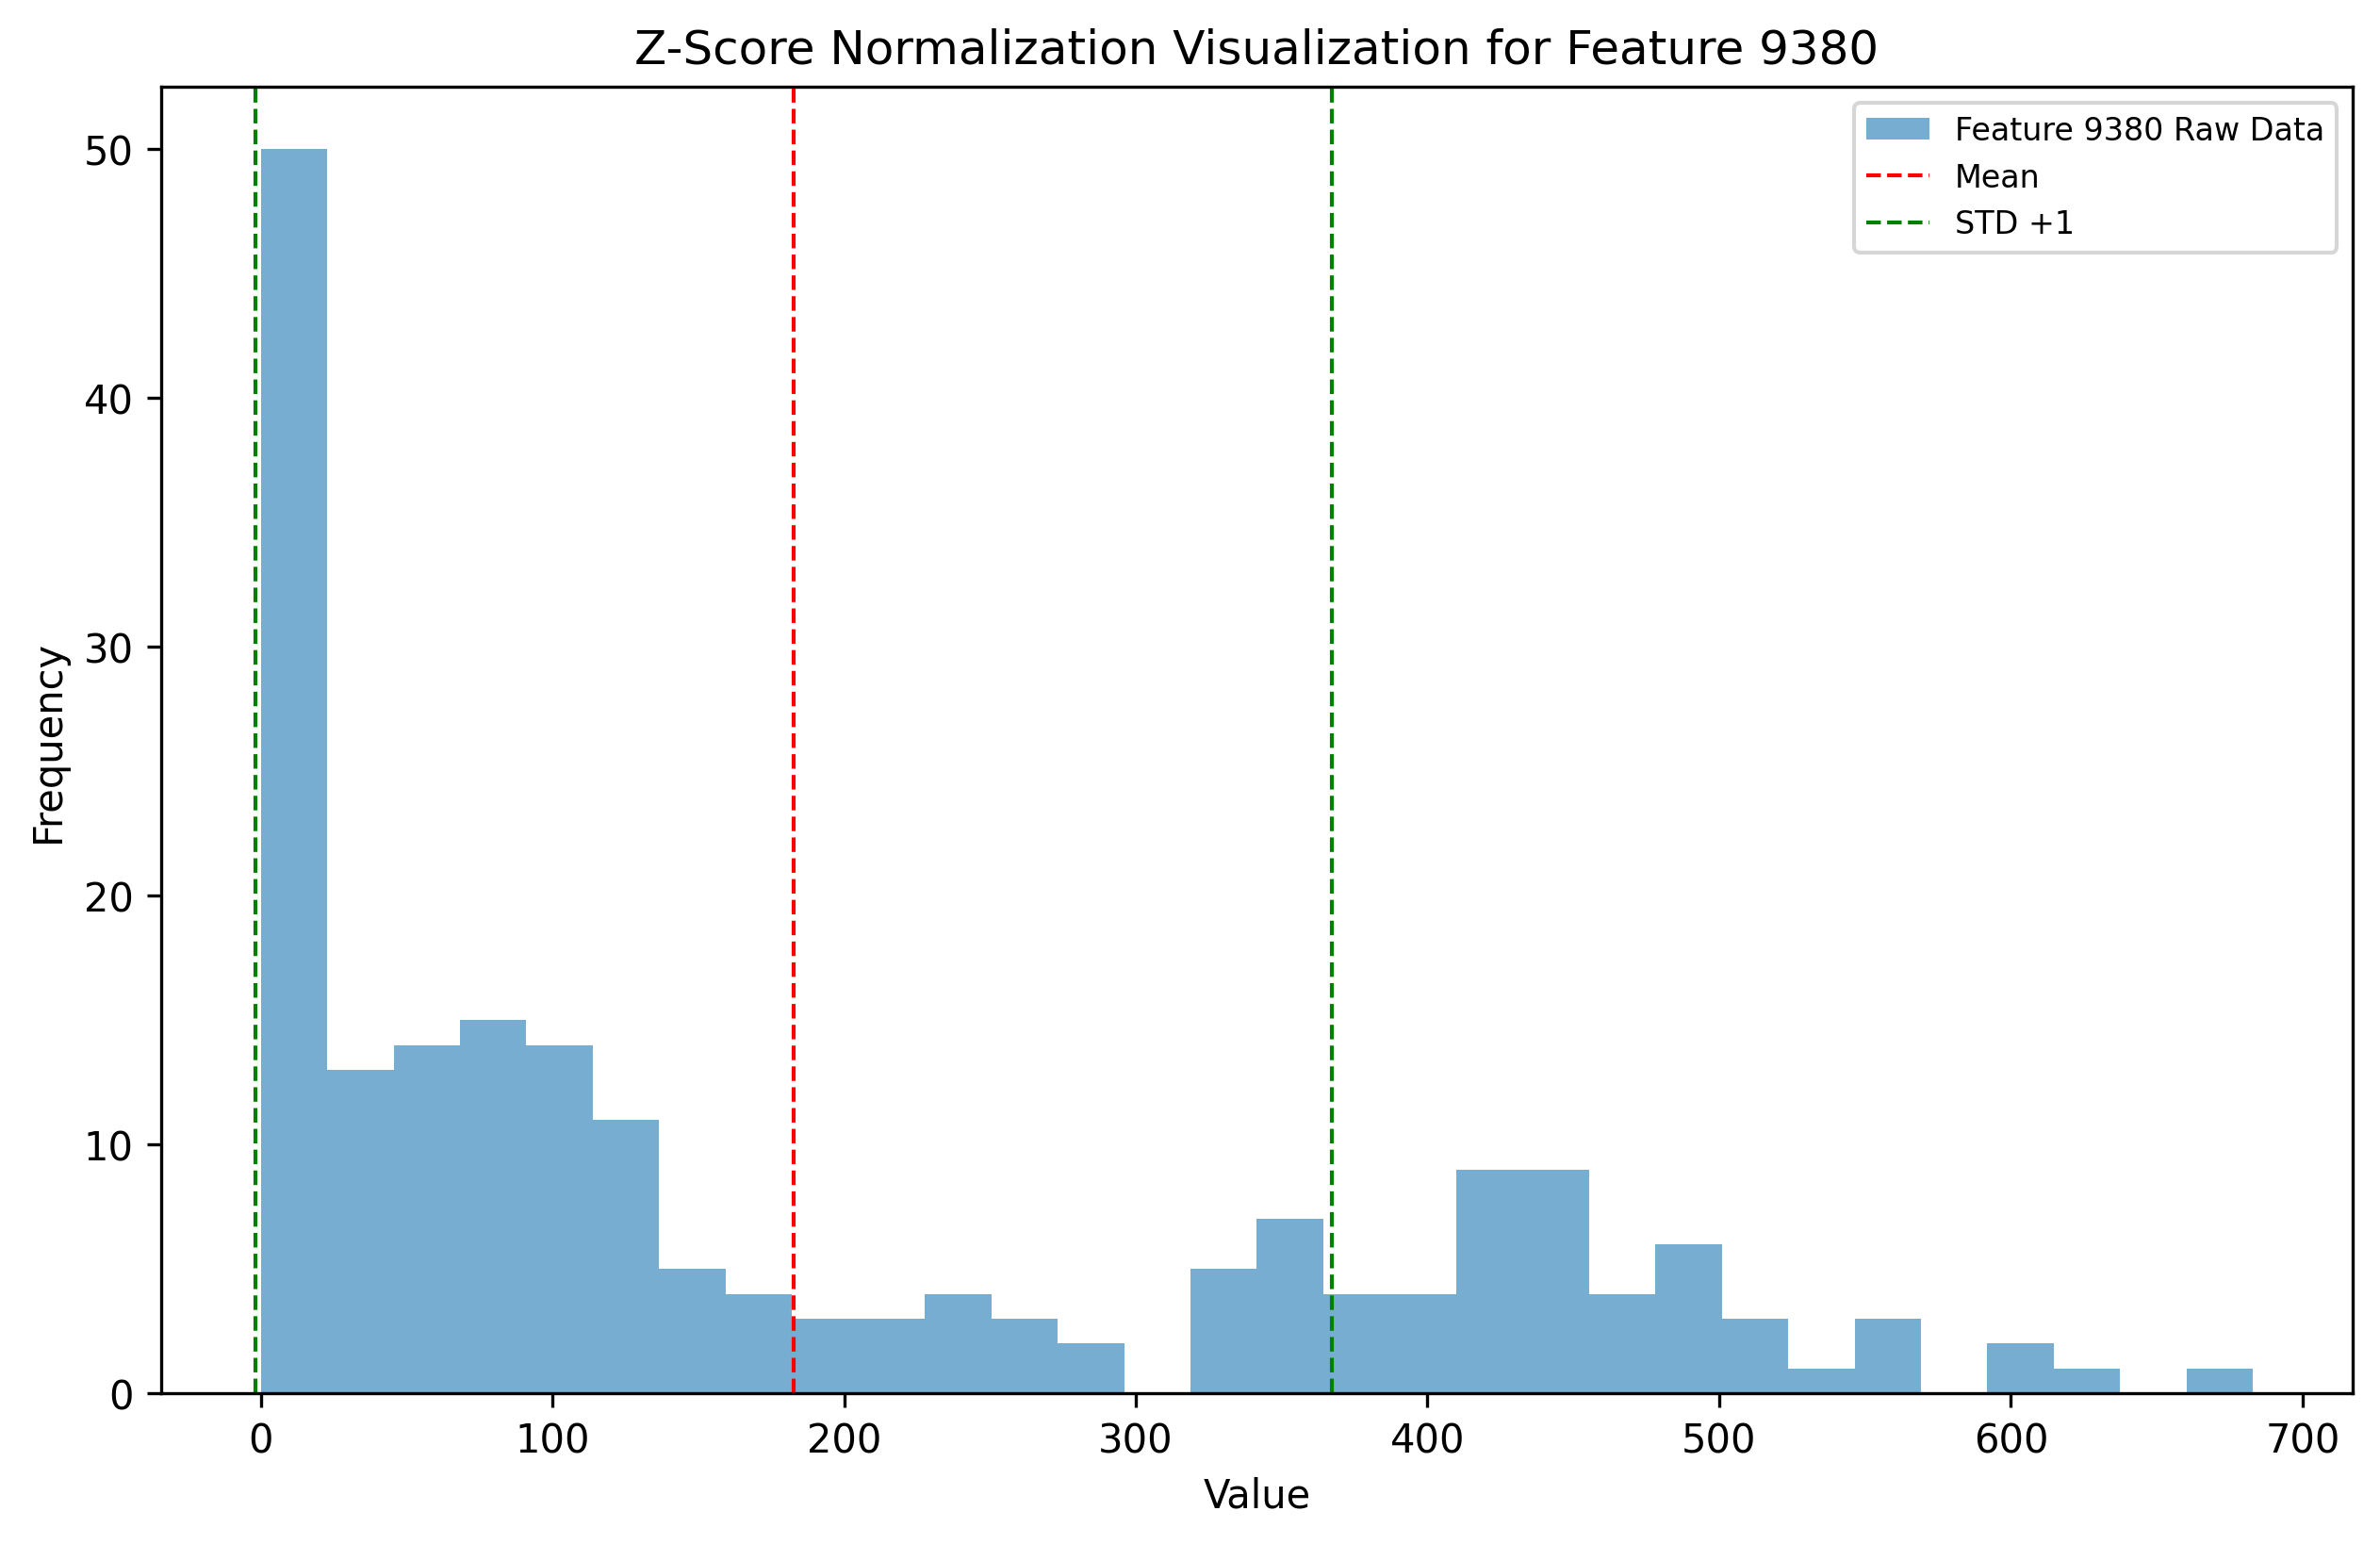 Z-Score Normalization Visualization for Feature 9380
Feature 9380 Raw Data
Mean
STD +1
Frequency
50
40
30
20
10
0
0 100 200 300 400 500 600 700
Value